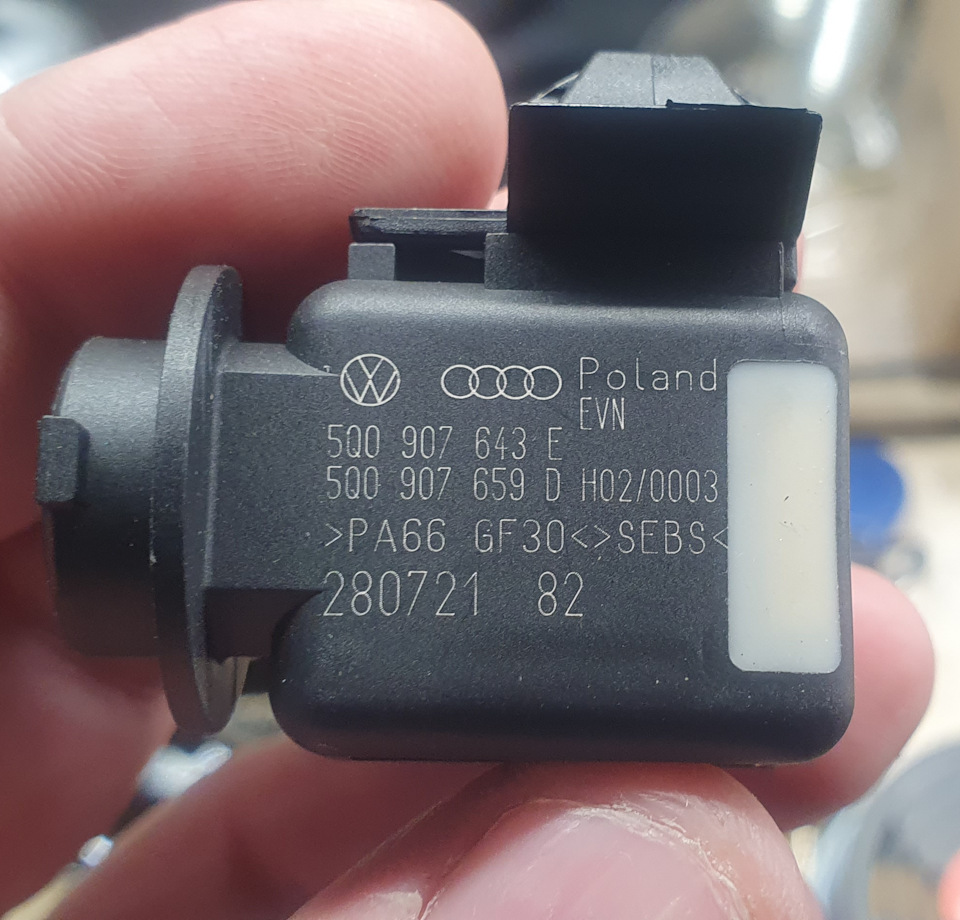 Poland
EVN
5Q0 907 643 E
5Q0 907 659 D H02/0003
>PA66 GF30<>SEBS<
280721 82